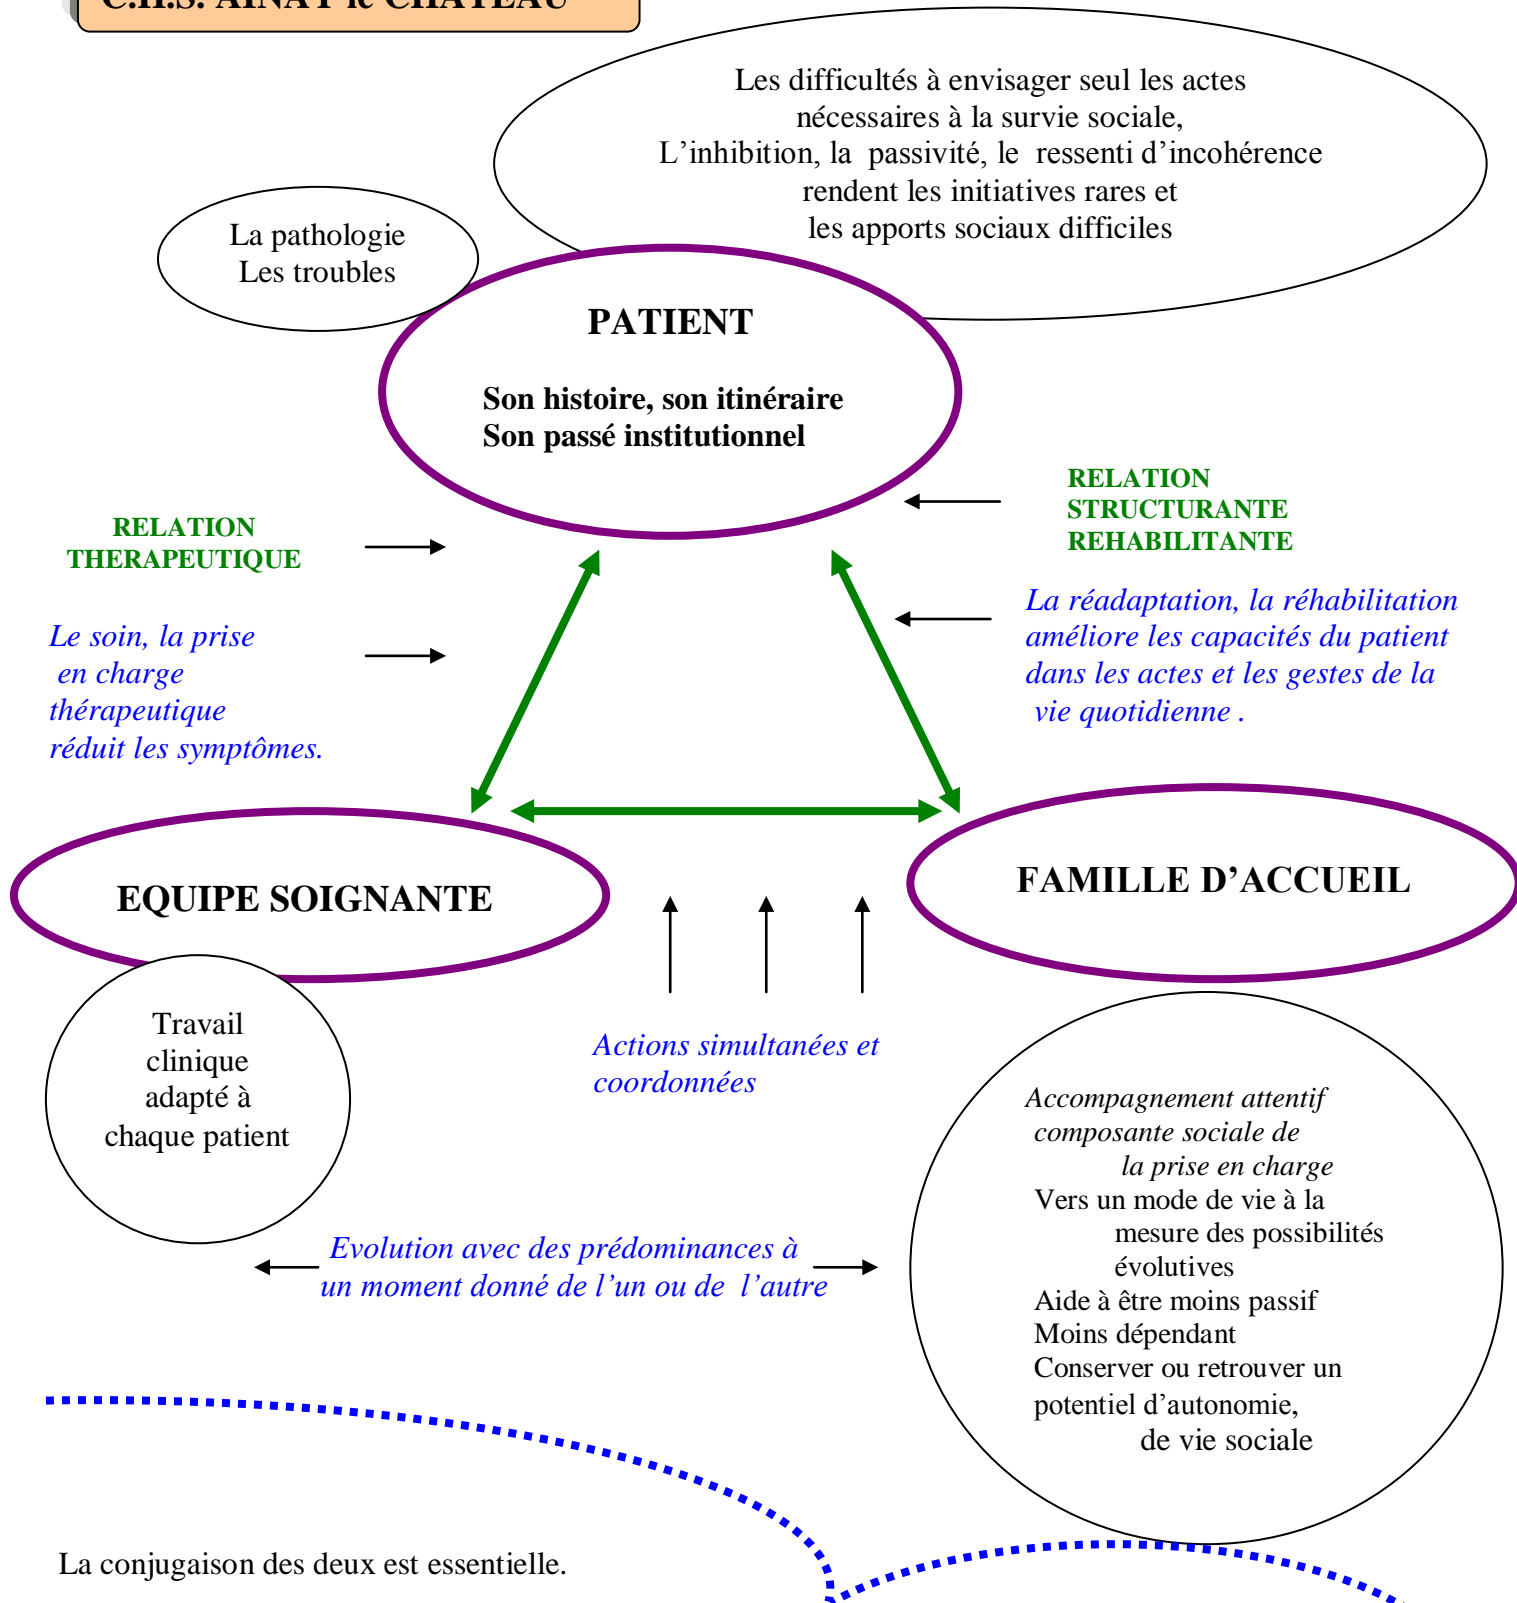 C.H.S. AINAY le CHATEAU
Les difficultés à envisager seul les actes
nécessaires à la survie sociale,
L’inhibition, la passivité, le ressenti d’incohérence
rendent les initiatives rares et
les apports sociaux difficiles
La pathologie
Les troubles
PATIENT
Son histoire, son itinéraire
Son passé institutionnel
RELATION
THERAPEUTIQUE
RELATION
STRUCTURANTE
REHABILITANTE
Le soin, la prise
en charge
thérapeutique
réduit les symptômes.
La réadaptation, la réhabilitation
améliore les capacités du patient
dans les actes et les gestes de la
vie quotidienne .
EQUIPE SOIGNANTE
FAMILLE D’ACCUEIL
Travail
clinique
adapté à
chaque patient
Actions simultanées et
coordonnées
Accompagnement attentif
composante sociale de
la prise en charge
Vers un mode de vie à la
mesure des possibilités
évolutives
Aide à être moins passif
Moins dépendant
Conserver ou retrouver un
potentiel d’autonomie,
de vie sociale
Evolution avec des prédominances à
un moment donné de l’un ou de l’autre
La conjugaison des deux est essentielle.